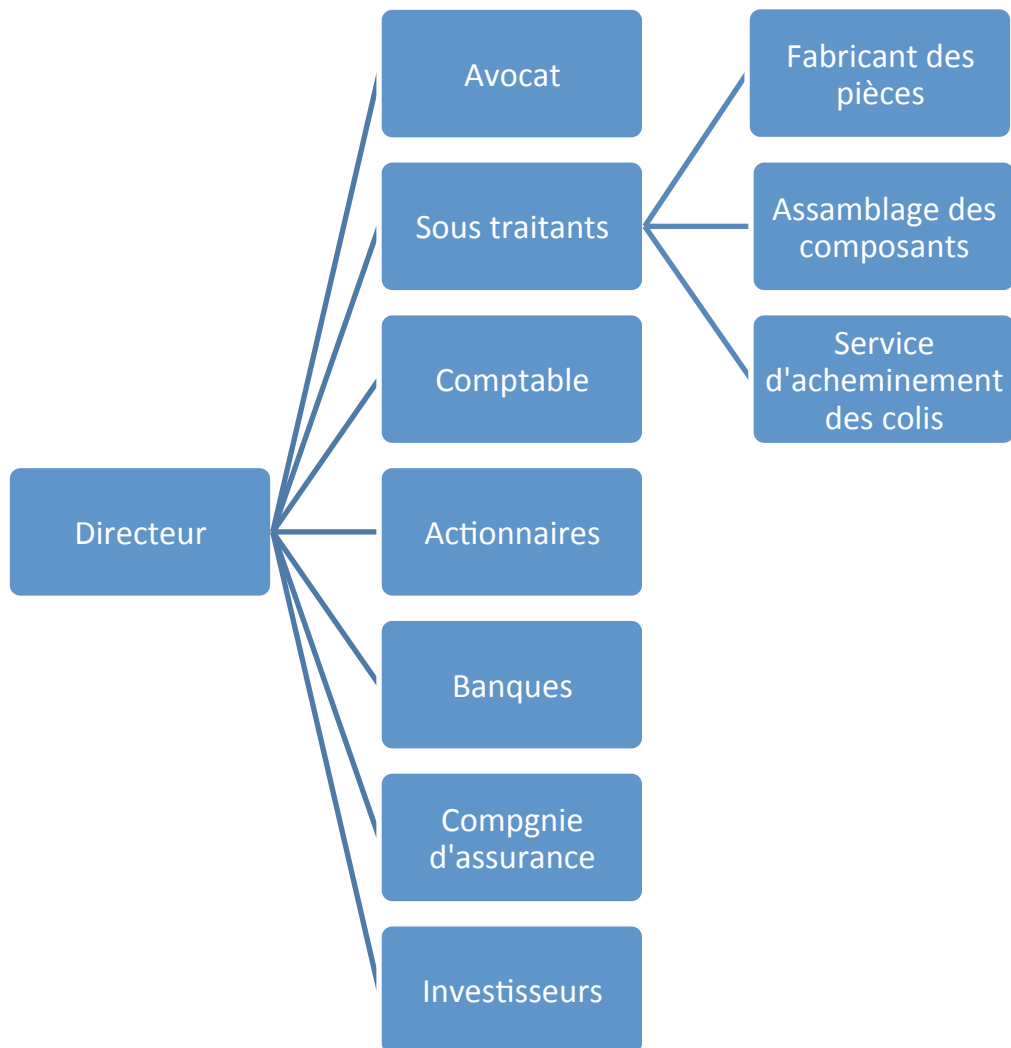 Directeur
Avocat
Sous traitants
Comptable
Actionnaires
Banques
Compgnie
d'assurance
Investisseurs
Fabricant des
pièces
Assamblage des
composants
Service
d'acheminement
des colis